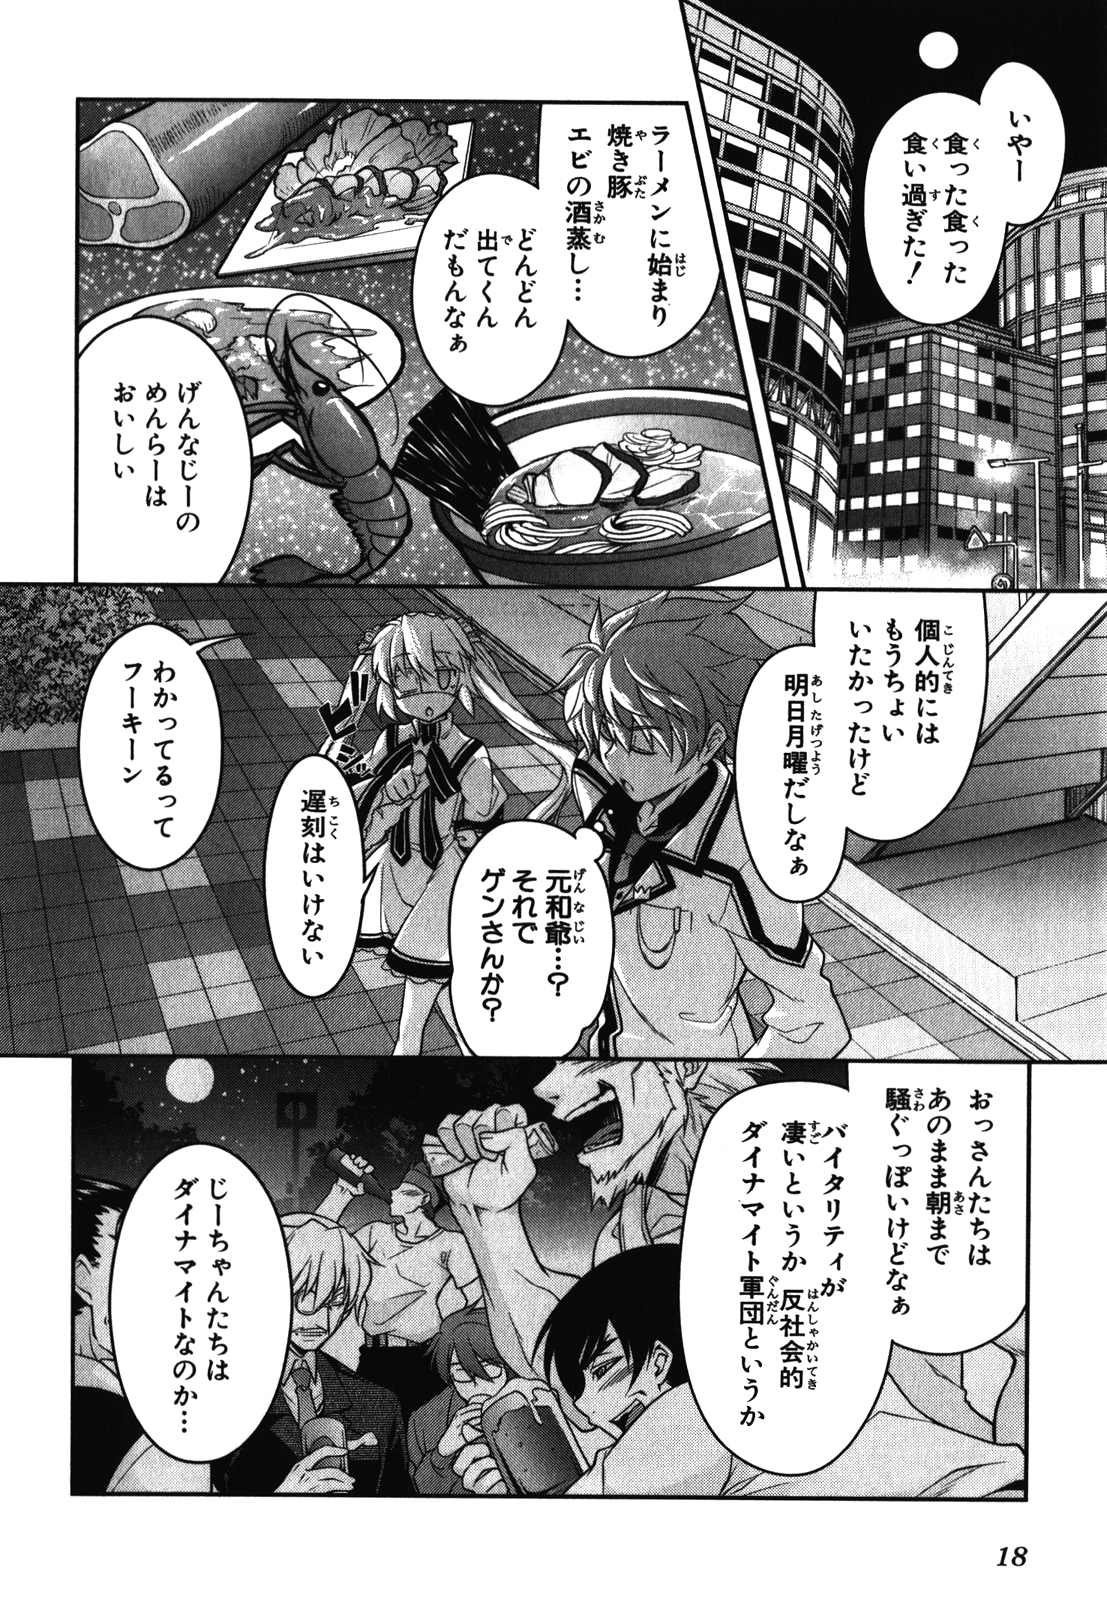 いやー
食った食った
食い過ぎた!
ラーメンに始まり
焼き豚
エビの酒蒸し…
どんどん
出てくん
だもんなぁ
げんなじーの
めんらーは
おいしい
個人的には
もうちょい
いたかったけど
明日月曜だしなぁ
元和爺…?
それで
ゲンさんか?
ビシッ
遅刻はいけない
わかってるって
フーキーン
おっさんたちは
あのまま朝まで
騒ぐっぽいけどなぁ
バイタリティが
凄いというか 反社会的
ダイナマイト軍団というか
じーちゃんたちは
ダイナマイトなのか…
18